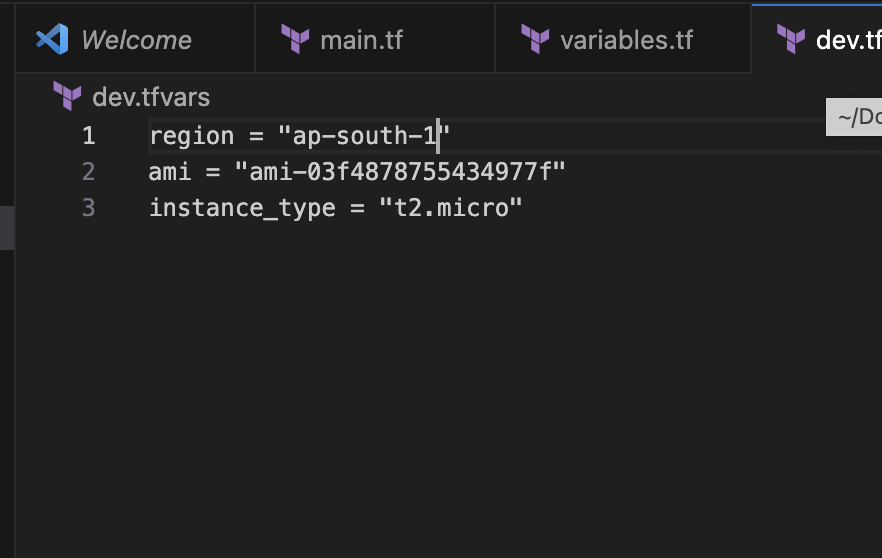 Welcome
main.tf
variables.tf
dev.tf
dev.tfvars
~/Do
1 region = "ap-south-1"
2 ami = "ami-03f4878755434977f"
3 instance_type = "t2.micro"